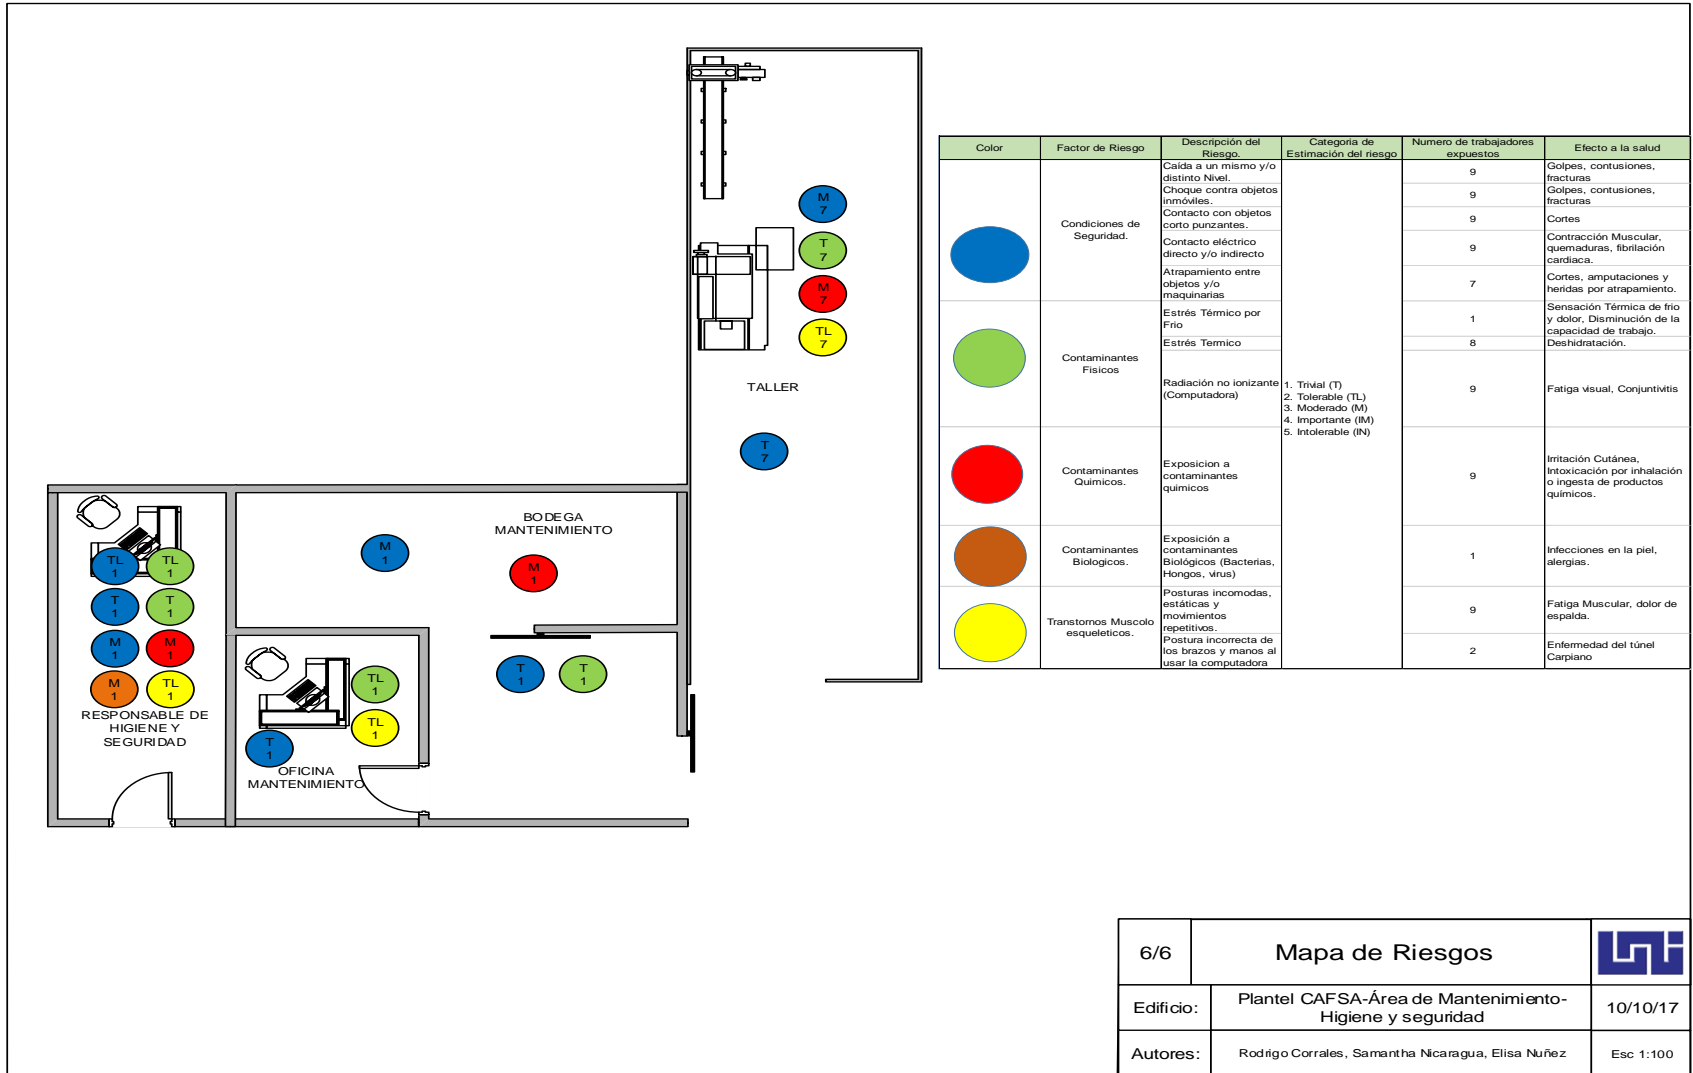 M
7
T
7
M
7
TL
7
TALLER
T
7
BODEGA
MANTENIMIENTO
M
1
M
1
TL
1
TL
1
T
1
T
1
M
1
M
1
M
1
TL
1
RESPONSABLE DE
HIGIENE Y
SEGURIDAD
TL
1
TL
1
T
1
OFICINA
MANTENIMIENTO
T
1
T
1
Color
Factor de Riesgo
Descripción del
Riesgo.
Categoria de
Estimación del riesgo
Numero de trabajadores
expuestos
Efecto a la salud
Condiciones de
Seguridad.
Caída a un mismo y/o
distinto Nivel.
9
Golpes, contusiones,
fracturas
Choque contra objetos
inmóviles.
9
Golpes, contusiones,
fracturas
Contacto con objetos
corto punzantes.
9
Cortes
Contacto eléctrico
directo y/o indirecto
9
Contracción Muscular,
quemaduras, fibrilación
cardiaca.
Atrapamiento entre
objetos y/o
maquinarias
7
Cortes, amputaciones y
heridas por atrapamiento.
Contaminantes
Fisicos
Estrés Térmico por
Frio
1
Sensación Térmica de frio
y dolor, Disminución de la
capacidad de trabajo.
Estrés Termico
8
Deshidratación.
Radiación no ionizante
(Computadora)
9
Fatiga visual, Conjuntivitis
1. Trivial (T)
2. Tolerable (TL)
3. Moderado (M)
4. Importante (IM)
5. Intolerable (IN)
Contaminantes
Quimicos.
Exposicion a
contaminantes
quimicos
9
Irritación Cutánea,
Intoxicación por inhalación
o ingesta de productos
químicos.
Contaminantes
Biologicos.
Exposición a
contaminantes
Biológicos (Bacterias,
Hongos, virus)
1
Infecciones en la piel,
alergias.
Transtornos Muscolo
esqueleticos.
Posturas incomodas,
estáticas y
movimientos
repetitivos.
9
Fatiga Muscular, dolor de
espalda.
Postura incorrecta de
los brazos y manos al
usar la computadora
2
Enfermedad del túnel
Carpiano
6/6
Mapa de Riesgos
uni
Edificio:
Plantel CAFSA-Área de Mantenimiento-
Higiene y seguridad
10/10/17
Autores:
Rodrigo Corrales, Samantha Nicaragua, Elisa Nuñez
Esc 1:100